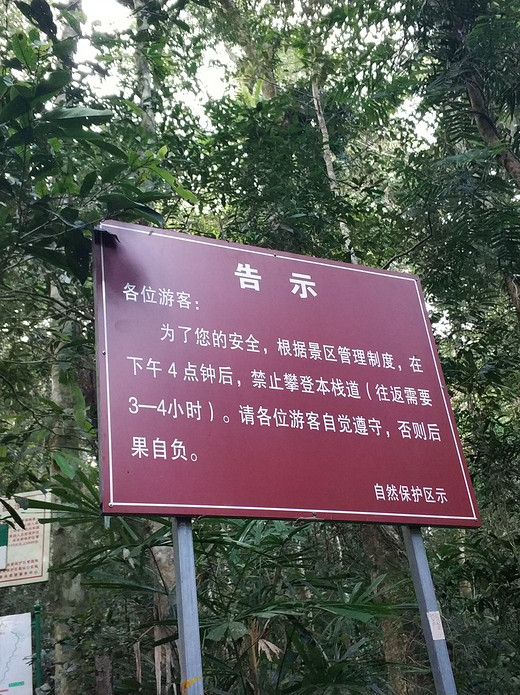 告示
各位游客：
为了您的安全，根据景区管理制度，在
下午4点钟后，禁止攀登本栈道（往返需要
3—4小时）。请各位游客自觉遵守，否则后
果自负。
自然保护区示